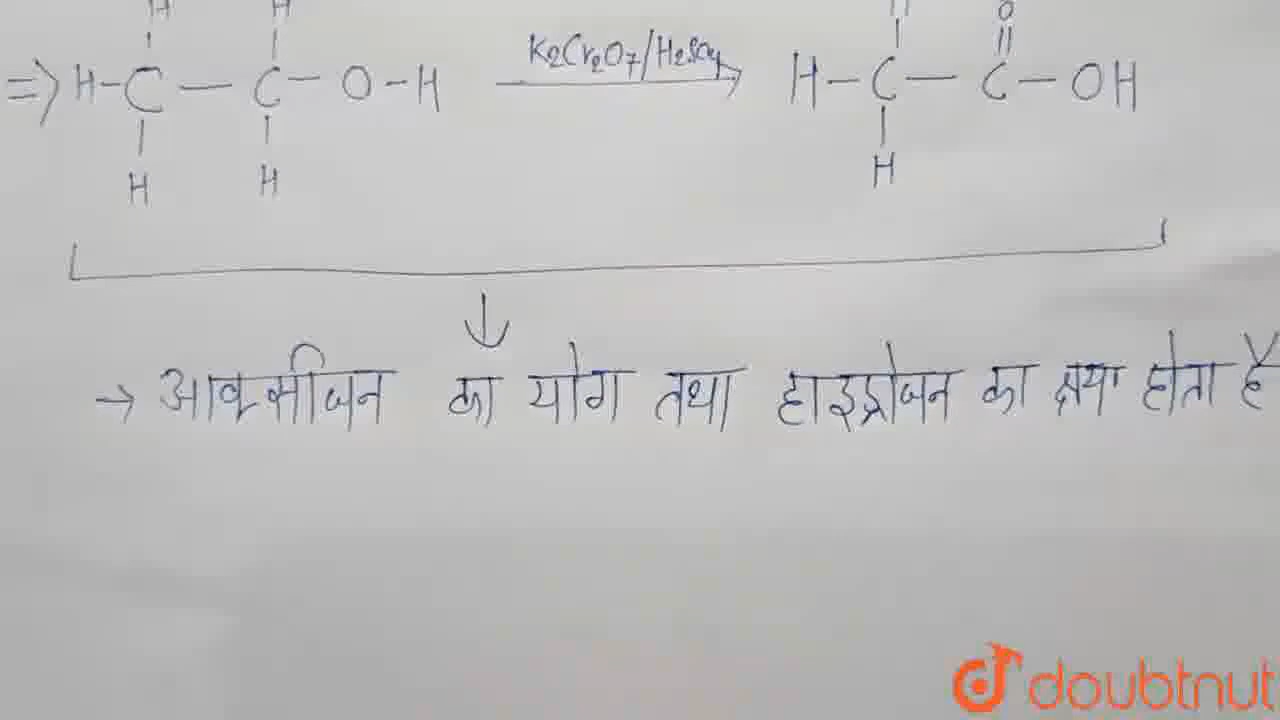 H H H O
⇒ H-C-C-O-H K2Cr2O7/H2SO4 → H-C-C-OH
H H H
→ आक्सीजन का योग तथा हाइड्रोजन का क्षया होता है
doubtnut